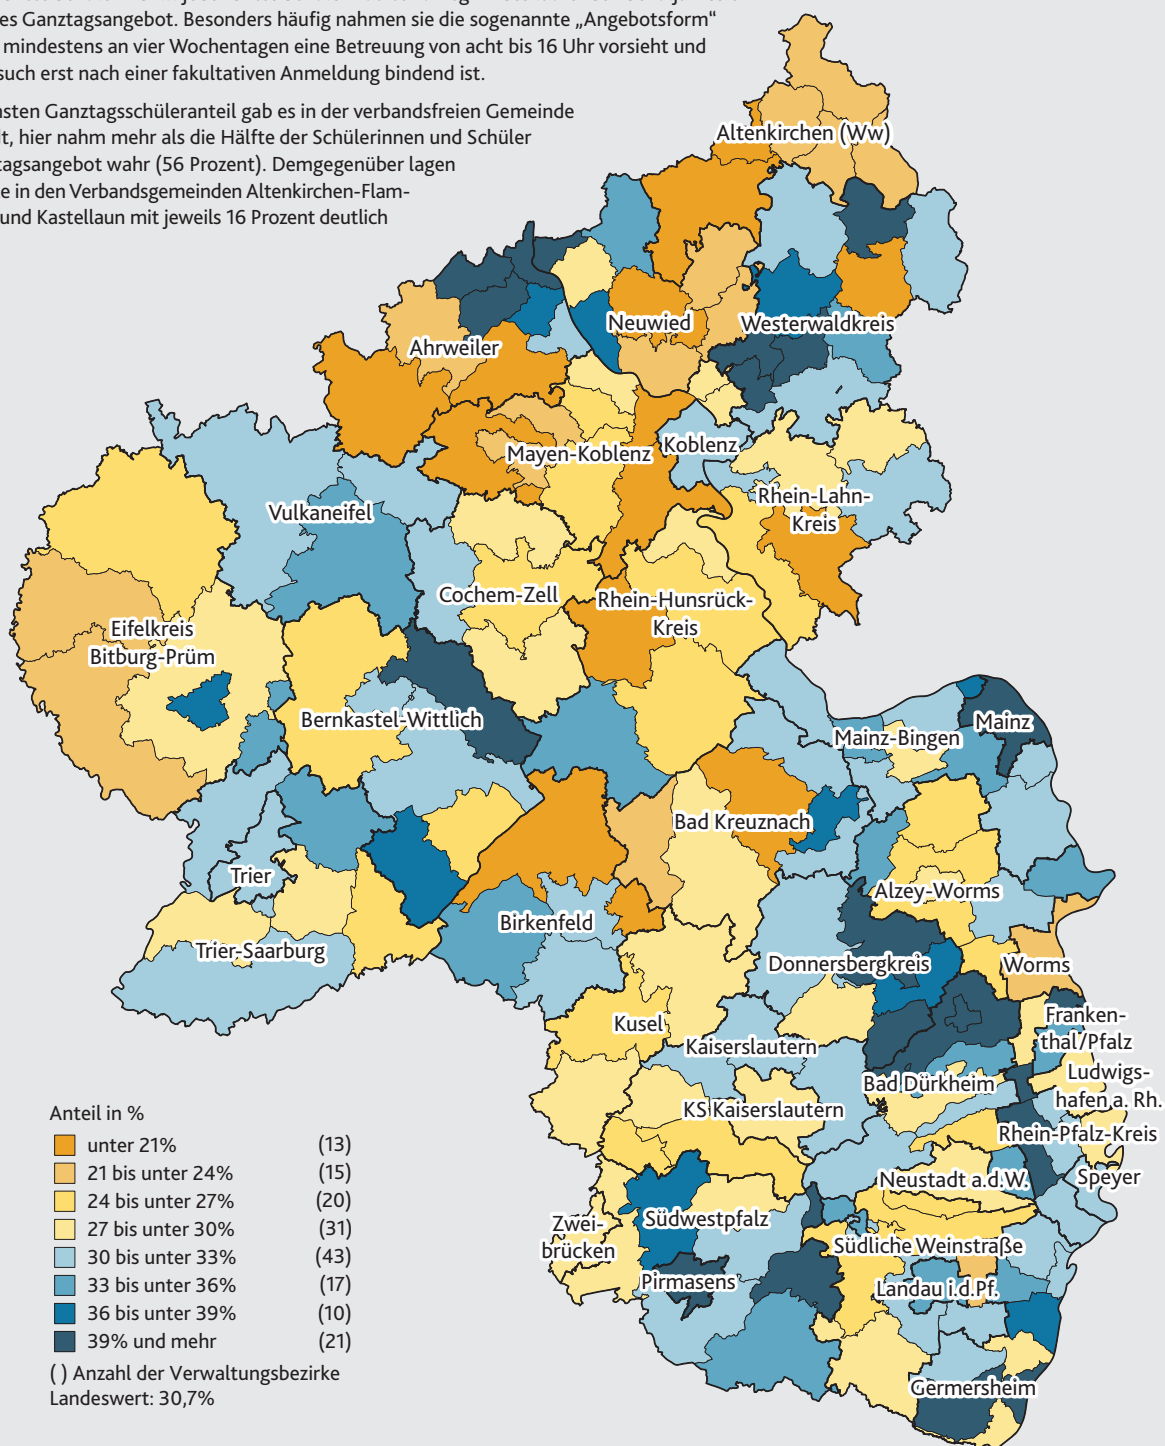 es Ganztagsangebot. Besonders häufig nahmen sie die sogenannte „Angebotsform“
mindestens an vier Wochentagen eine Betreuung von acht bis 16 Uhr vorsieht und
such erst nach einer fakultativen Anmeldung bindend ist.
nsten Ganztagsschüleranteil gab es in der verbandsfreien Gemeinde
lt, hier nahm mehr als die Hälfte der Schülerinnen und Schüler
tagsangebot wahr (56 Prozent). Demgegenüber lagen
e in den Verbandsgemeinden Altenkirchen-Flam-
und Kastellaun mit jeweils 16 Prozent deutlich
Altenkirchen (Ww)
Neuwied
Westerwaldkreis
Ahrweiler
Koblenz
Mayen-Koblenz
Rhein-Lahn-
Kreis
Vulkaneifel
Cochem-Zell
Rhein-Hunsrück-
Kreis
Eifelkreis
Bitburg-Prüm
Bernkastel-Wittlich
Mainz
Mainz-Bingen
Bad Kreuznach
Trier
Alzey-Worms
Birkenfeld
Trier-Saarburg
Donnersbergkreis
Worms
Kusel
Franken-
thal/Pfalz
Kaiserslautern
Ludwigs-
hafen a. Rh.
Bad Dürkheim
KS Kaiserslautern
Rhein-Pfalz-Kreis
Neustadt a.d.W.
Speyer
Südwestpfalz
Zwei-
brücken
Südliche Weinstraße
Pirmasens
Landau i.d.Pf.
Germersheim
Anteil in %
unter 21% (13)
21 bis unter 24% (15)
24 bis unter 27% (20)
27 bis unter 30% (31)
30 bis unter 33% (43)
33 bis unter 36% (17)
36 bis unter 39% (10)
39% und mehr (21)
( ) Anzahl der Verwaltungsbezirke
Landeswert: 30,7%